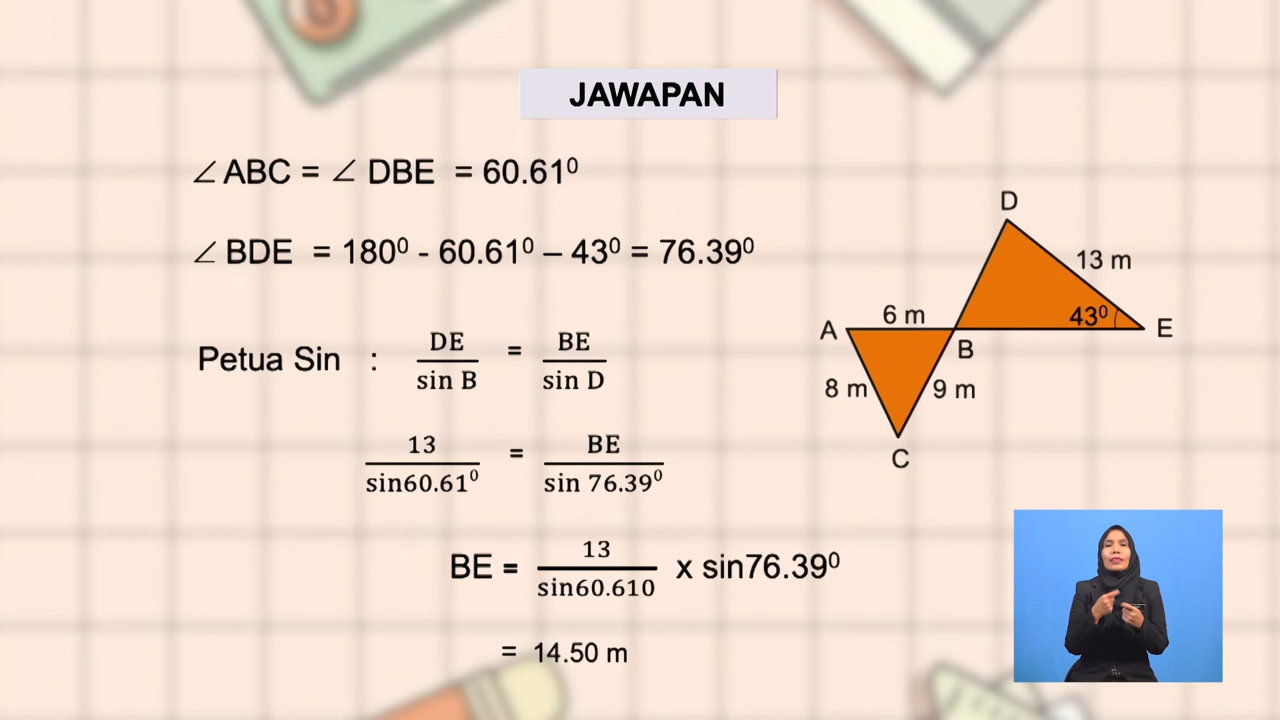 JAWAPAN
∠ ABC = ∠ DBE = 60.61⁰
∠ BDE = 180⁰ - 60.61⁰ – 43⁰ = 76.39⁰
Petua Sin : DE/sin B = BE/sin D
13/sin60.61⁰ = BE/sin 76.39⁰
BE = 13/sin60.610 x sin76.39⁰
= 14.50 m
D
13 m
6 m
43⁰
A
E
B
8 m
9 m
C